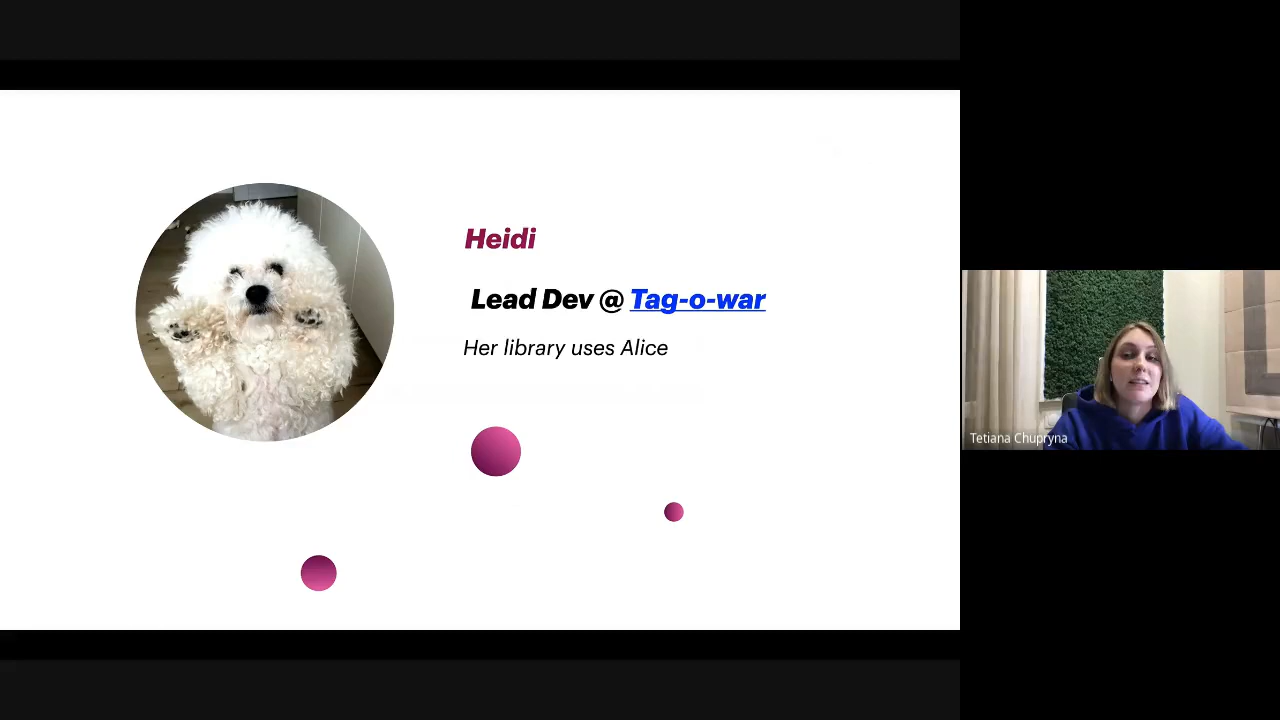 Heidi
Lead Dev @ Tag-o-war
Her library uses Alice
Tetiana Chupryna